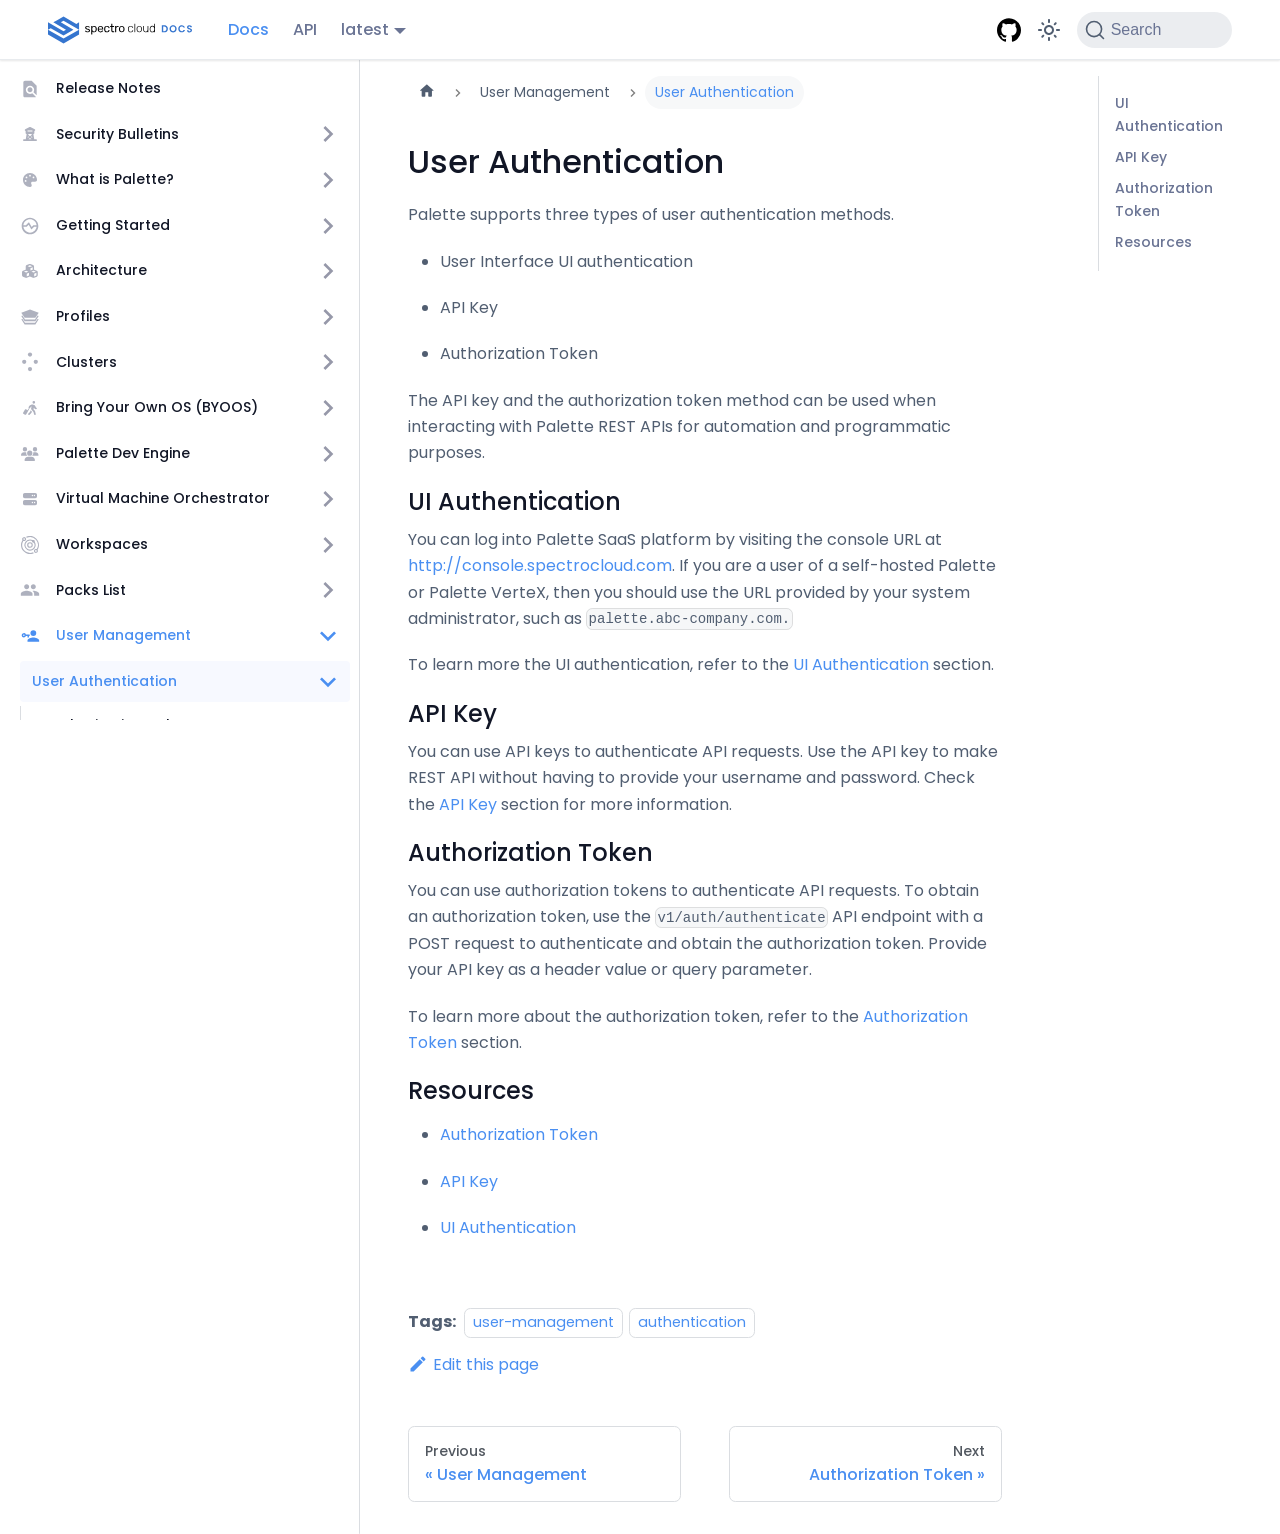 spectro cloud DOCS
Docs
API
latest
Search
Release Notes
Security Bulletins
What is Palette?
Getting Started
Architecture
Profiles
Clusters
Bring Your Own OS (BYOOS)
Palette Dev Engine
Virtual Machine Orchestrator
Workspaces
Packs List
User Management
User Authentication
User Management
User Authentication
User Authentication
Palette supports three types of user authentication methods.
User Interface UI authentication
API Key
Authorization Token
The API key and the authorization token method can be used when
interacting with Palette REST APIs for automation and programmatic
purposes.
UI Authentication
You can log into Palette SaaS platform by visiting the console URL at
http://console.spectrocloud.com. If you are a user of a self-hosted Palette
or Palette VerteX, then you should use the URL provided by your system
administrator, such as palette.abc-company.com.
To learn more the UI authentication, refer to the UI Authentication section.
API Key
You can use API keys to authenticate API requests. Use the API key to make
REST API without having to provide your username and password. Check
the API Key section for more information.
Authorization Token
You can use authorization tokens to authenticate API requests. To obtain
an authorization token, use the v1/auth/authenticate API endpoint with a
POST request to authenticate and obtain the authorization token. Provide
your API key as a header value or query parameter.
To learn more about the authorization token, refer to the Authorization
Token section.
Resources
Authorization Token
API Key
UI Authentication
Tags: user-management authentication
Edit this page
Previous
« User Management
Next
Authorization Token »
UI
Authentication
API Key
Authorization
Token
Resources